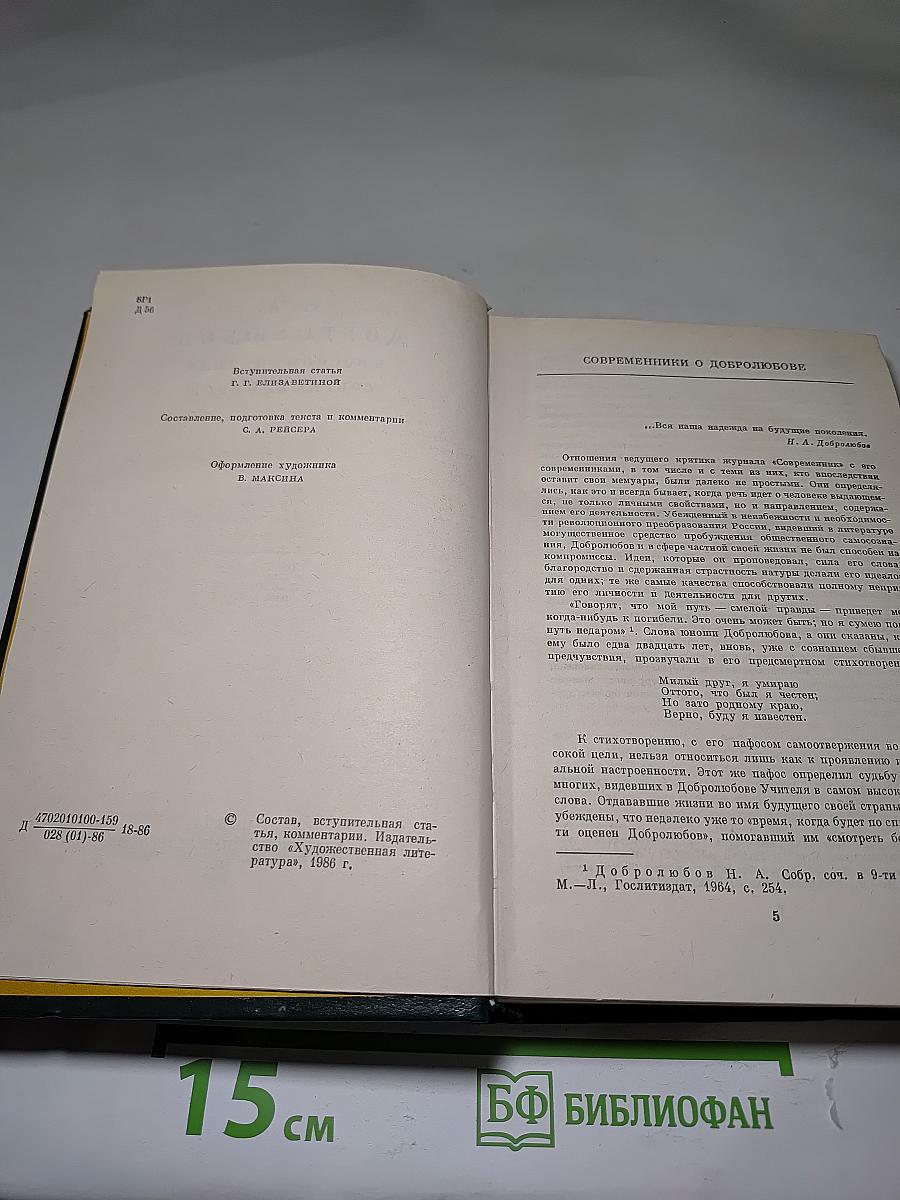 8Р1
Д 56
Вступительная статья
Г. Г. ЕЛИЗАВЕТИНОЙ
Составление, подготовка текста и комментарии
С. А. РЕЙСЕРА
Оформление художника
В. МАКСИНА
Д 4702010100-159
028 (01)-86 18-86
© Состав, вступительная ста-
тья, комментарии. Издатель-
ство «Художественная лите-
ратура», 1986 г.
СОВРЕМЕННИКИ О ДОБРОЛЮБОВЕ
...Вся наша надежда на будущие поколения.
Н. А. Добролюбов
Отношения ведущего критика журнала «Современник» с его
современниками, в том числе и с теми из них, кто впоследствии
оставит свои мемуары, были далеко не простыми. Они определя-
лись, как это и всегда бывает, когда речь идет о человеке выдающем-
ся, не только личными свойствами, но и направлением, содержа-
нием его деятельности. Убежденный в неизбежности и необходимос-
ти революционного преобразования России, видевший в литературе
могущественное средство пробуждения общественного самосозна-
ния, Добролюбов и в сфере частной своей жизни не был способен на
компромиссы. Идеи, которые он проповедовал, сила его слова,
благородство и сдержанная страстность натуры делали его идеало
для одних; те же самые качества способствовали полному неприя
тию его личности и деятельности для других.
«Говорят, что мой путь — смелой правды — приведет ме
когда-нибудь к погибели. Это очень может быть; но я сумею пог
нуть недаром» ¹. Слова юноши Добролюбова, а они сказаны, к
ему было едва двадцать лет, вновь, уже с сознанием сбывше
предчувствия, прозвучали в его предсмертном стихотворен
Милый друг, я умираю
Оттого, что был я честен;
Но зато родному краю,
Верно, буду я известен.
К стихотворению, с его пафосом самоотвержения во
сокой цели, нельзя относиться лишь как к проявлению и
альной настроенности. Этот же пафос определил судьбу
многих, видевших в Добролюбове Учителя в самом высок
слова. Отдававшие жизни во имя будущего своей страны
убеждены, что недалеко уже то «время, когда будет по спр
ти оценен Добролюбов», помогавший им «смотреть бо
¹ Добролюбов Н. А. Собр. соч. в 9-ти
М.—Л., Гослитиздат, 1964, с. 254.
5
15 см
БФ БИБЛИОФАН